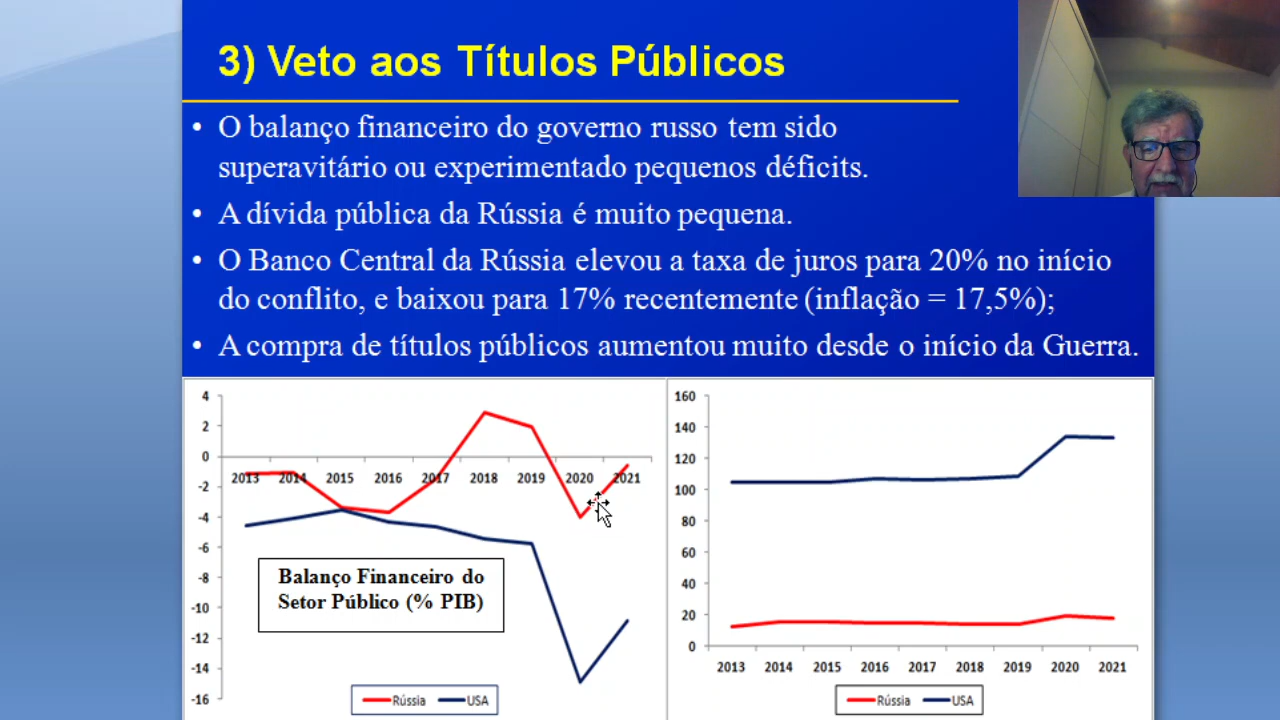 3) Veto aos Títulos Públicos
• O balanço financeiro do governo russo tem sido
superavitário ou experimentado pequenos déficits.
• A dívida pública da Rússia é muito pequena.
• O Banco Central da Rússia elevou a taxa de juros para 20% no início
do conflito, e baixou para 17% recentemente (inflação = 17,5%);
• A compra de títulos públicos aumentou muito desde o início da Guerra.
4
2
0
-2
-4
-6
-8
-10
-12
-14
-16
2013 2014 2015 2016 2017 2018 2019 2020 2021
Balanço Financeiro do
Setor Público (% PIB)
Rússia USA
160
140
120
100
80
60
40
20
0
2013 2014 2015 2016 2017 2018 2019 2020 2021
Rússia USA